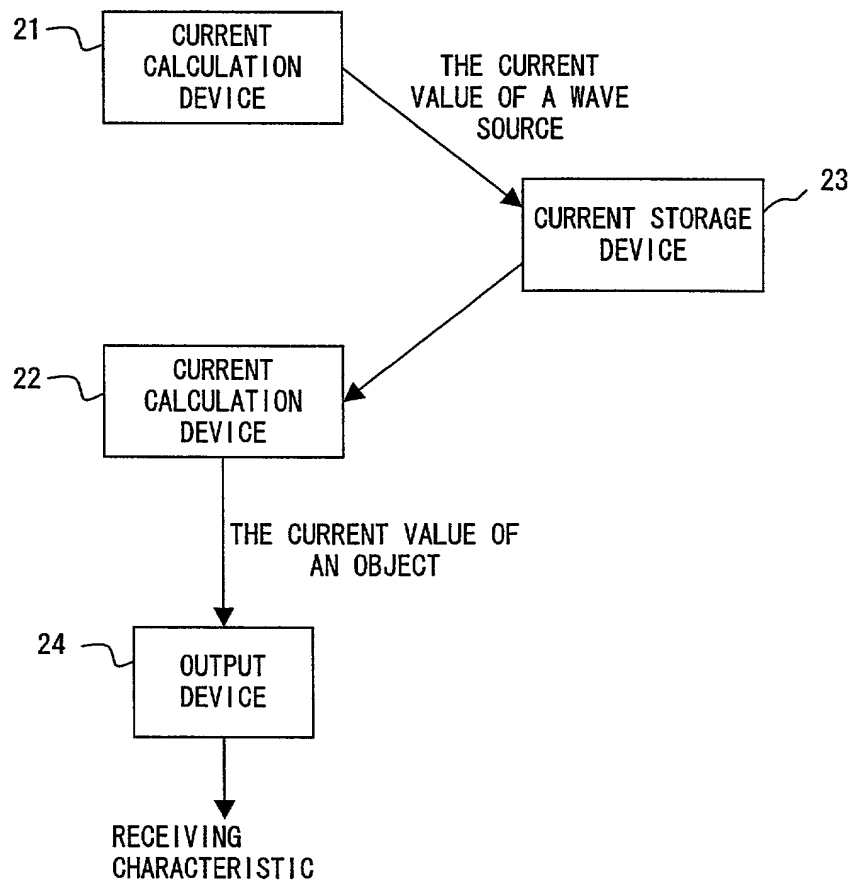 21
CURRENT
CALCULATION
DEVICE
THE CURRENT
VALUE OF A WAVE
SOURCE
23
CURRENT STORAGE
DEVICE
22
CURRENT
CALCULATION
DEVICE
THE CURRENT VALUE OF
AN OBJECT
24
OUTPUT
DEVICE
RECEIVING
CHARACTERISTIC